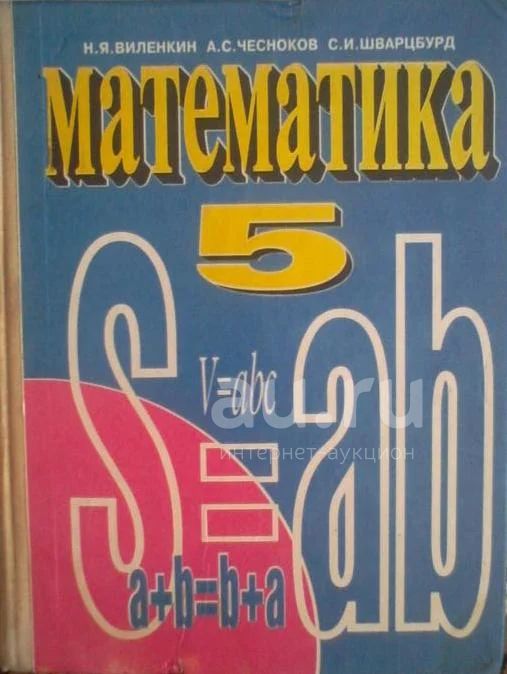 Н.Я.ВИЛЕНКИН А.С.ЧЕСНОКОВ С.И.ШВАРЦБУРД
математика
5
V=abc
S=ab
a+b=b+a
au.ru
интернет-аукцион